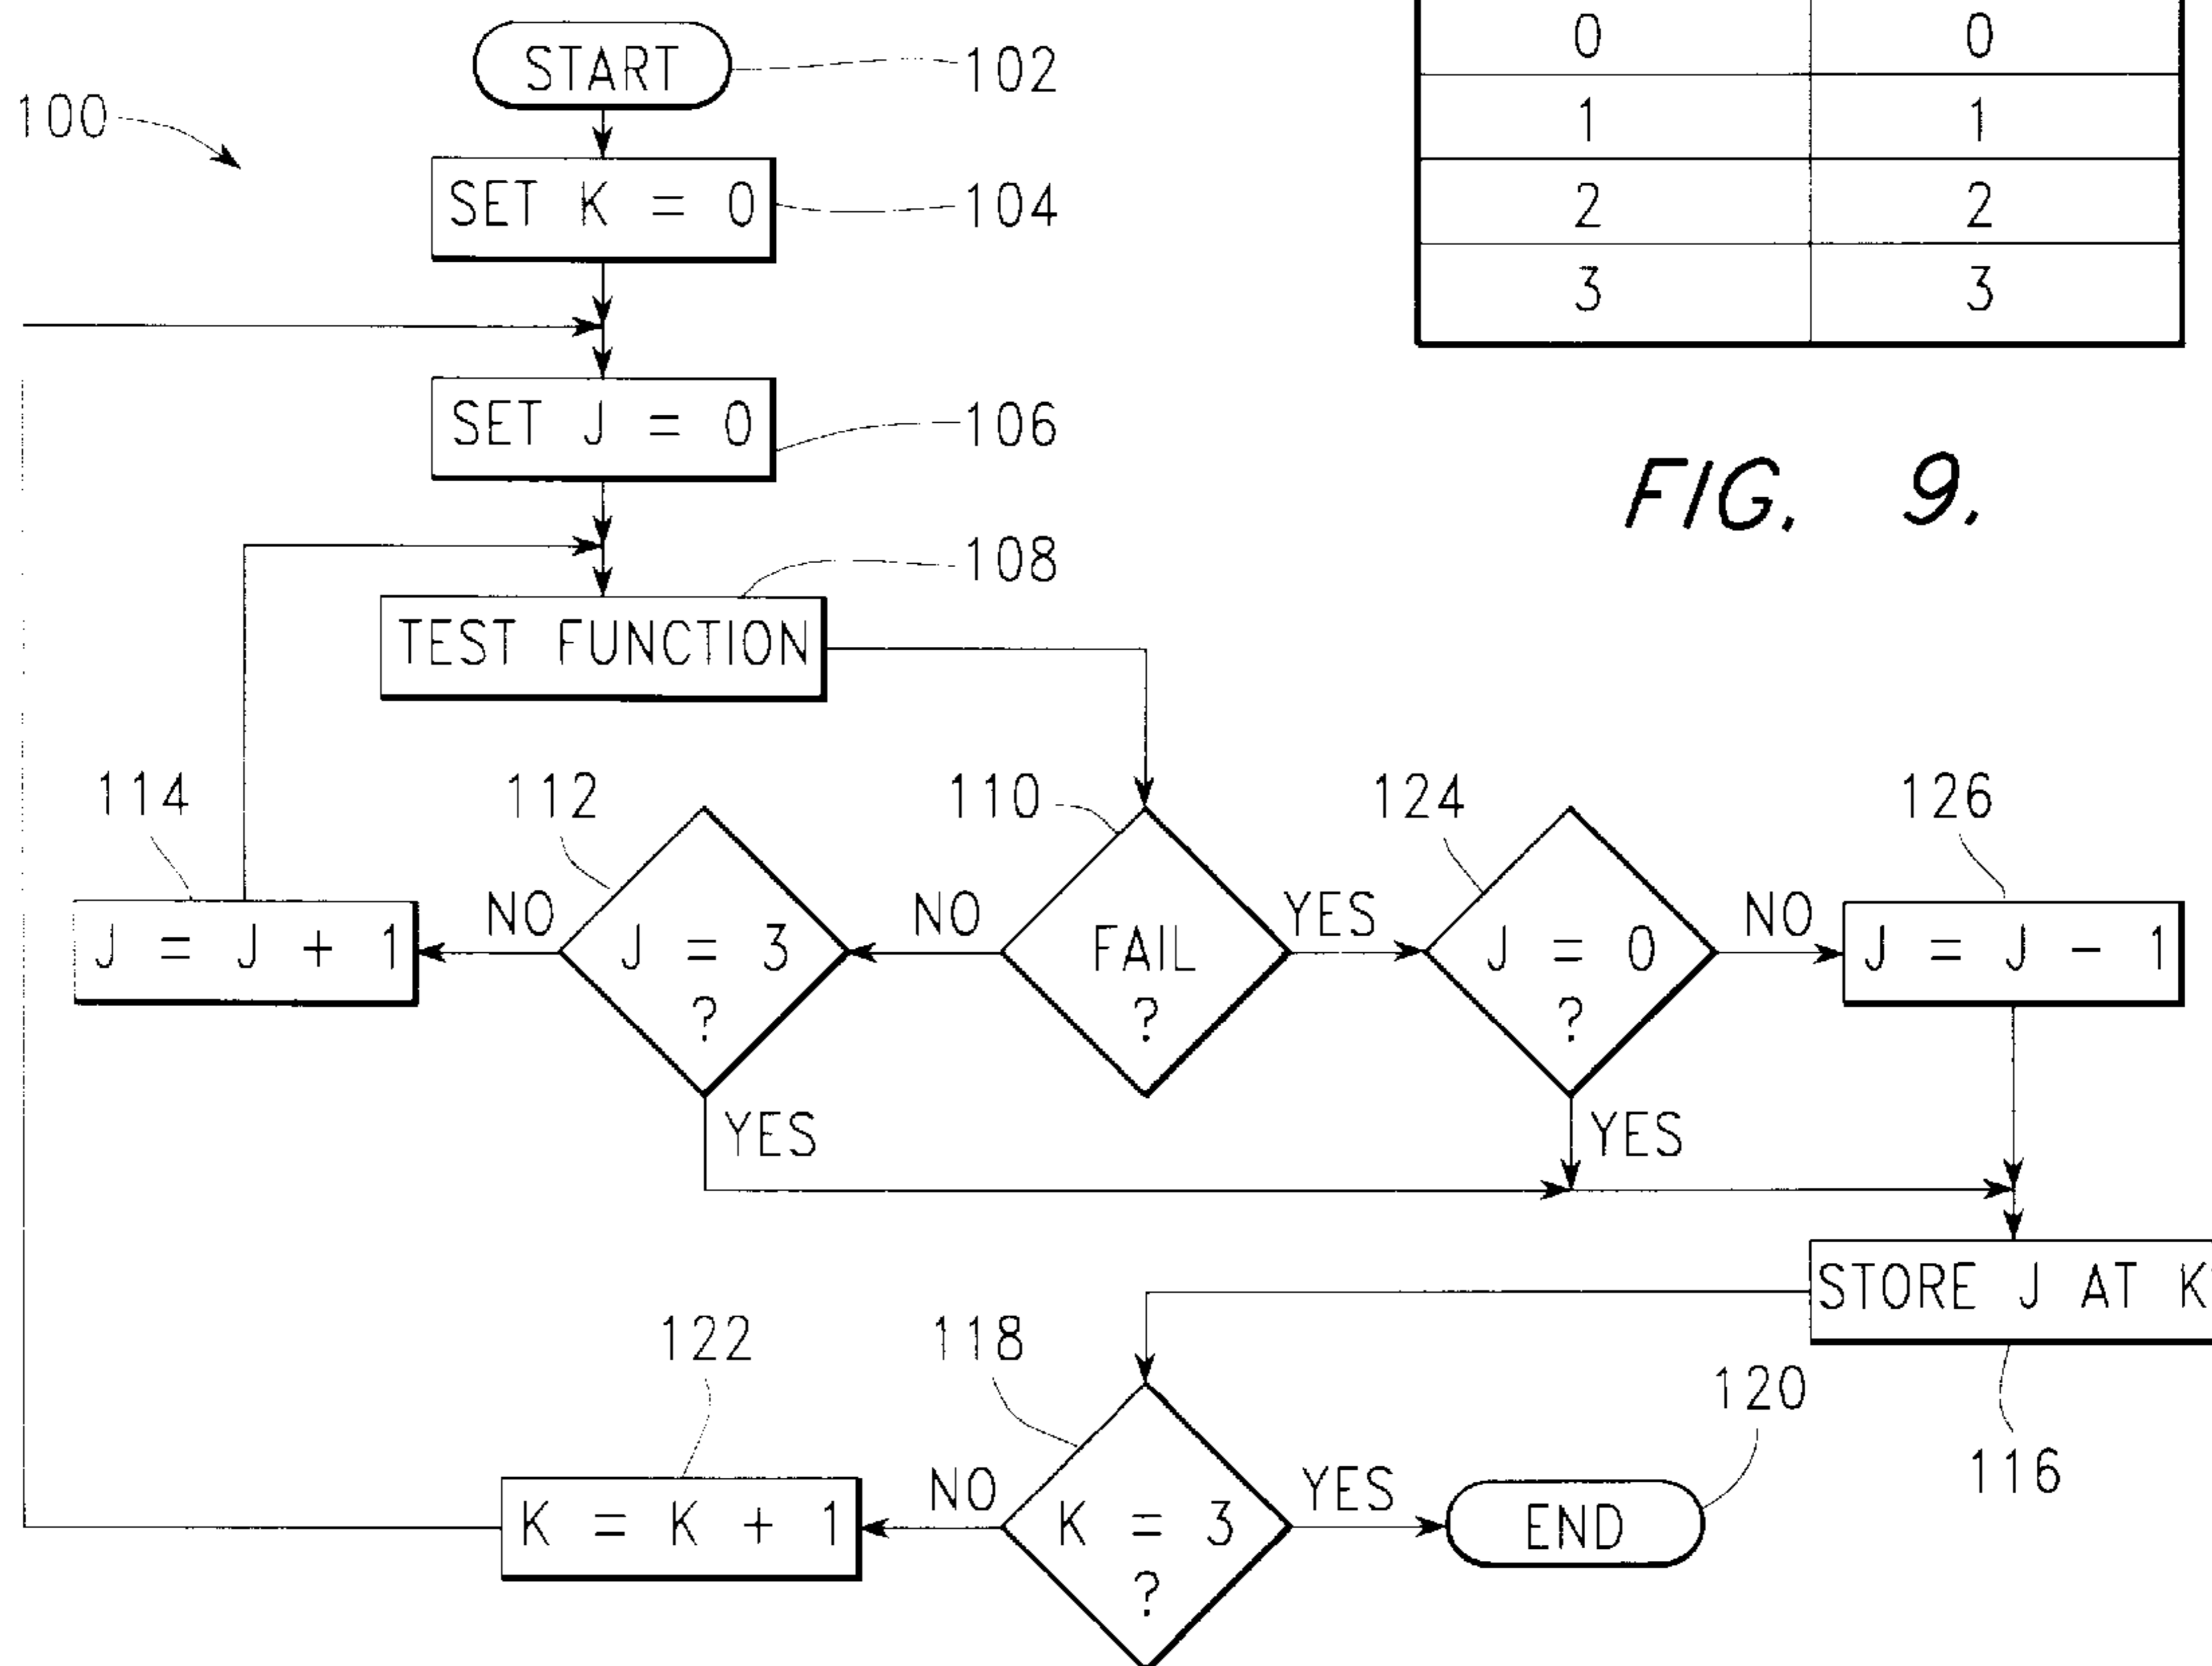 START
102
0 0
1 1
2 2
3 3
100
SET K = 0
104
SET J = 0
106
FIG. 9.
108
TEST FUNCTION
114
112
110
124
126
J = J + 1
NO
J = 3
?
NO
FAIL
?
YES
J = 0
?
NO
J = J - 1
YES
YES
STORE J AT K
122
118
120
116
K = K + 1
NO
K = 3
?
YES
END